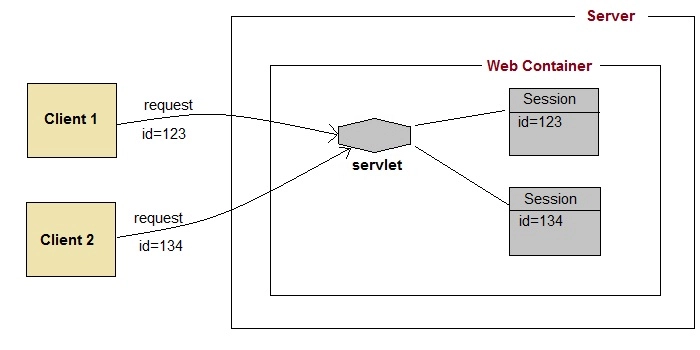 Server
Web Container
Client 1
request
id=123
servlet
Session
id=123
Client 2
request
id=134
Session
id=134